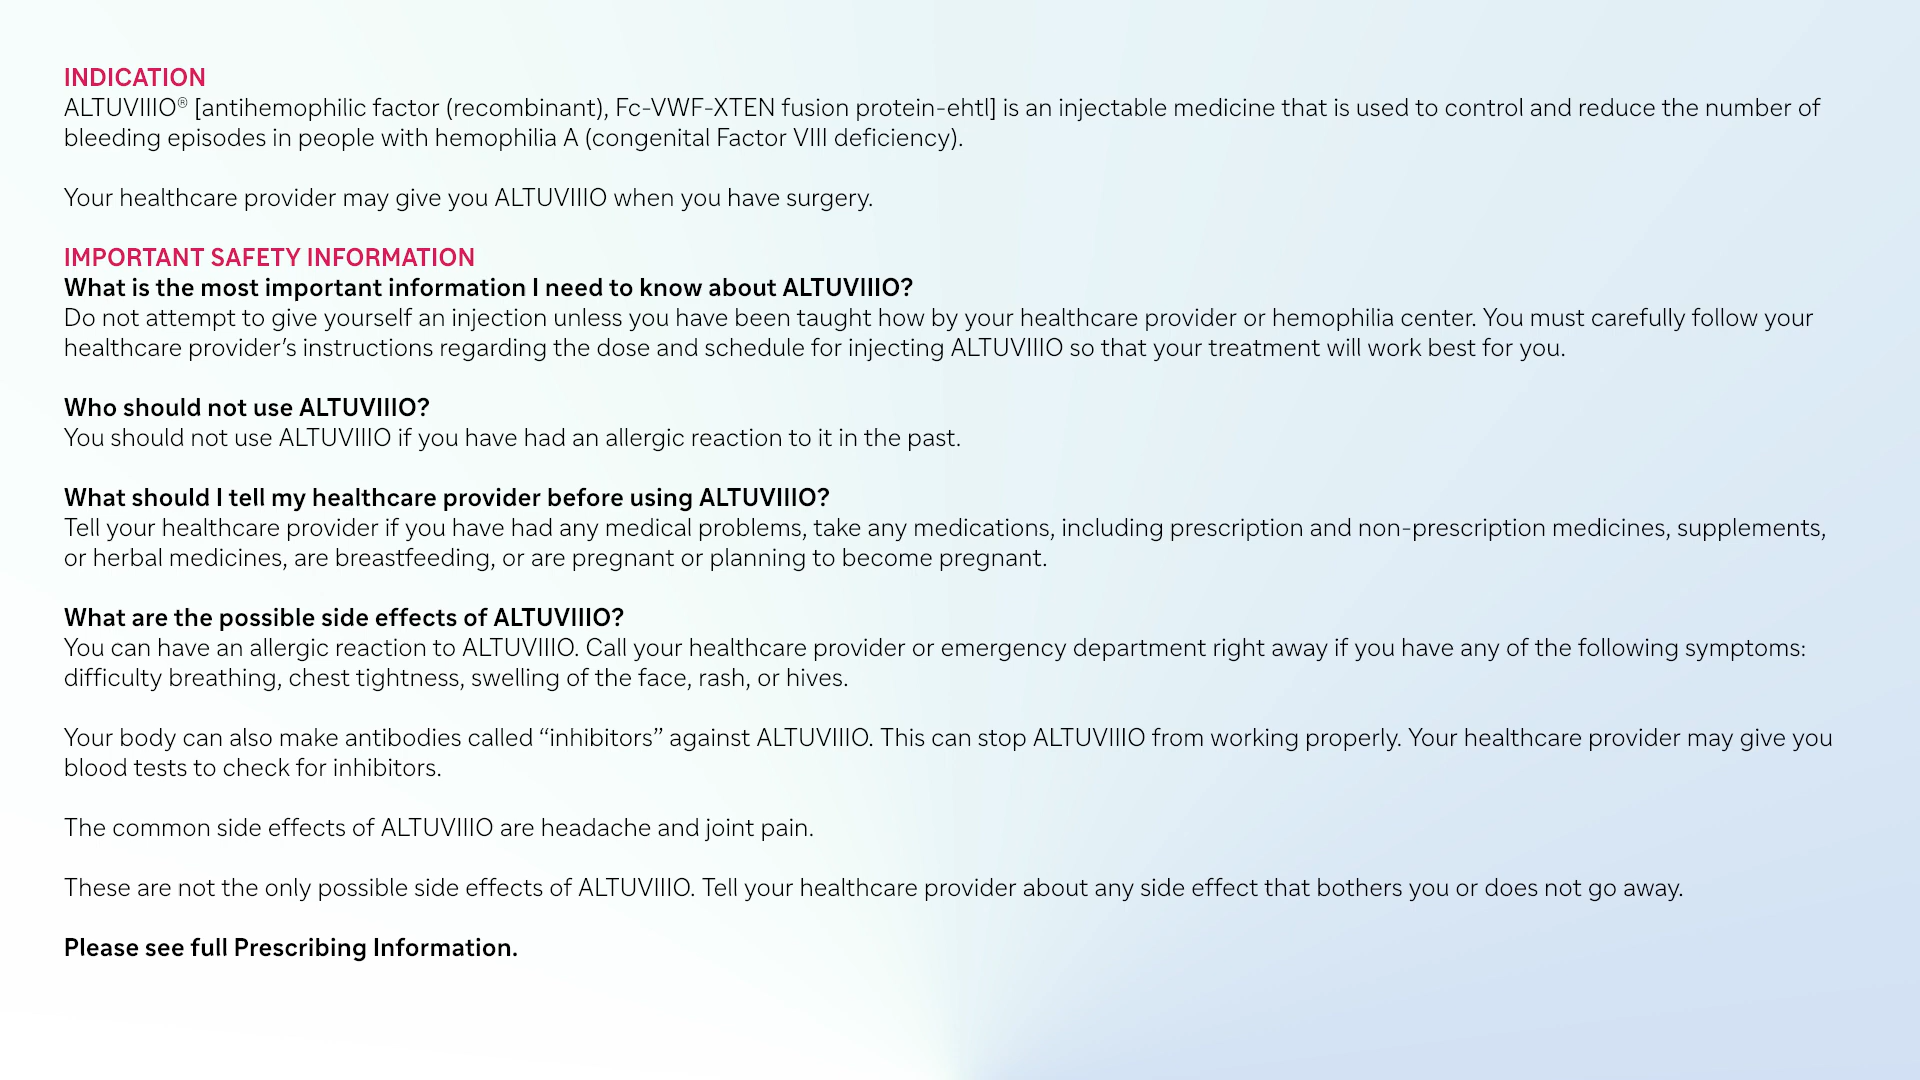 INDICATION
ALTUVIIIO® [antihemophilic factor (recombinant), Fc-VWF-XTEN fusion protein-ehtl] is an injectable medicine that is used to control and reduce the number of
bleeding episodes in people with hemophilia A (congenital Factor VIII deficiency).
Your healthcare provider may give you ALTUVIIIO when you have surgery.
IMPORTANT SAFETY INFORMATION
What is the most important information I need to know about ALTUVIIIO?
Do not attempt to give yourself an injection unless you have been taught how by your healthcare provider or hemophilia center. You must carefully follow your
healthcare provider’s instructions regarding the dose and schedule for injecting ALTUVIIIO so that your treatment will work best for you.
Who should not use ALTUVIIIO?
You should not use ALTUVIIIO if you have had an allergic reaction to it in the past.
What should I tell my healthcare provider before using ALTUVIIIO?
Tell your healthcare provider if you have had any medical problems, take any medications, including prescription and non-prescription medicines, supplements,
or herbal medicines, are breastfeeding, or are pregnant or planning to become pregnant.
What are the possible side effects of ALTUVIIIO?
You can have an allergic reaction to ALTUVIIIO. Call your healthcare provider or emergency department right away if you have any of the following symptoms:
difficulty breathing, chest tightness, swelling of the face, rash, or hives.
Your body can also make antibodies called “inhibitors” against ALTUVIIIO. This can stop ALTUVIIIO from working properly. Your healthcare provider may give you
blood tests to check for inhibitors.
The common side effects of ALTUVIIIO are headache and joint pain.
These are not the only possible side effects of ALTUVIIIO. Tell your healthcare provider about any side effect that bothers you or does not go away.
Please see full Prescribing Information.